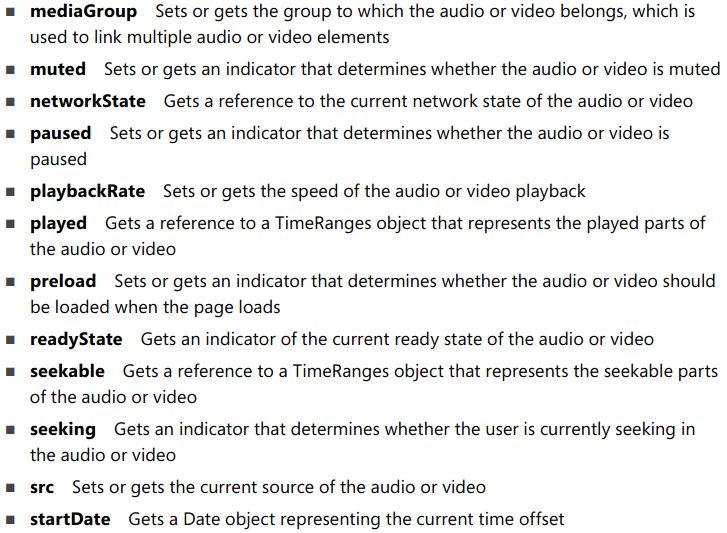 ■ mediaGroup Sets or gets the group to which the audio or video belongs, which is
used to link multiple audio or video elements
■ muted Sets or gets an indicator that determines whether the audio or video is muted
■ networkState Gets a reference to the current network state of the audio or video
■ paused Sets or gets an indicator that determines whether the audio or video is
paused
■ playbackRate Sets or gets the speed of the audio or video playback
■ played Gets a reference to a TimeRanges object that represents the played parts of
the audio or video
■ preload Sets or gets an indicator that determines whether the audio or video should
be loaded when the page loads
■ readyState Gets an indicator of the current ready state of the audio or video
■ seekable Gets a reference to a TimeRanges object that represents the seekable parts
of the audio or video
■ seeking Gets an indicator that determines whether the user is currently seeking in
the audio or video
■ src Sets or gets the current source of the audio or video
■ startDate Gets a Date object representing the current time offset